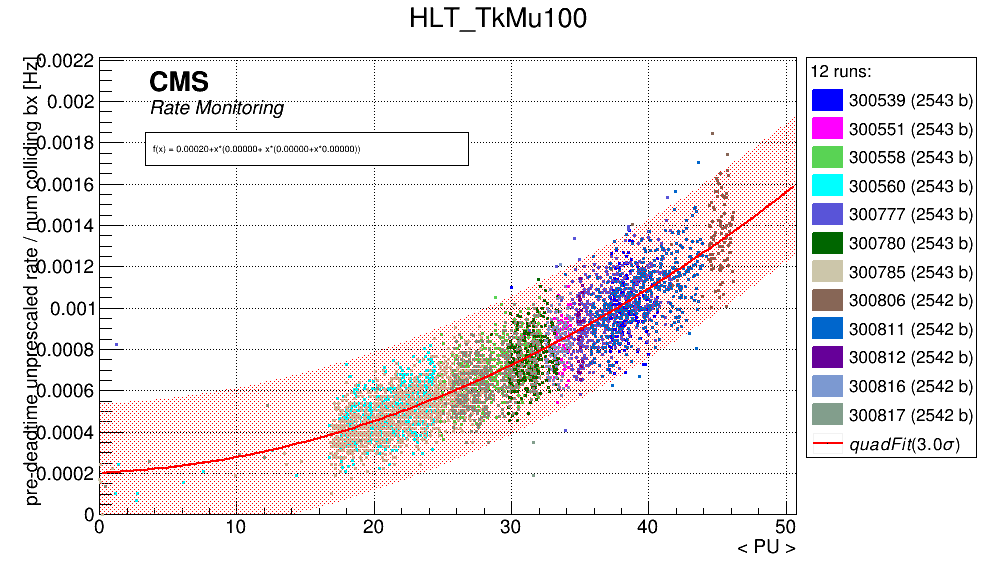 HLT_TkMu100
pre-deadtime unprescaled rate / num colliding bx [Hz]
0.0022
0.002
0.0018
0.0016
0.0014
0.0012
0.001
0.0008
0.0006
0.0004
0.0002
0
CMS
Rate Monitoring
f(x) = 0.00020+x*(0.00000+ x*(0.00000+x*0.00000))
0 10 20 30 40 50
< PU >
12 runs:
300539 (2543 b)
300551 (2543 b)
300558 (2543 b)
300560 (2543 b)
300777 (2543 b)
300780 (2543 b)
300785 (2543 b)
300806 (2542 b)
300811 (2542 b)
300812 (2542 b)
300816 (2542 b)
300817 (2542 b)
quadFit(3.0σ)